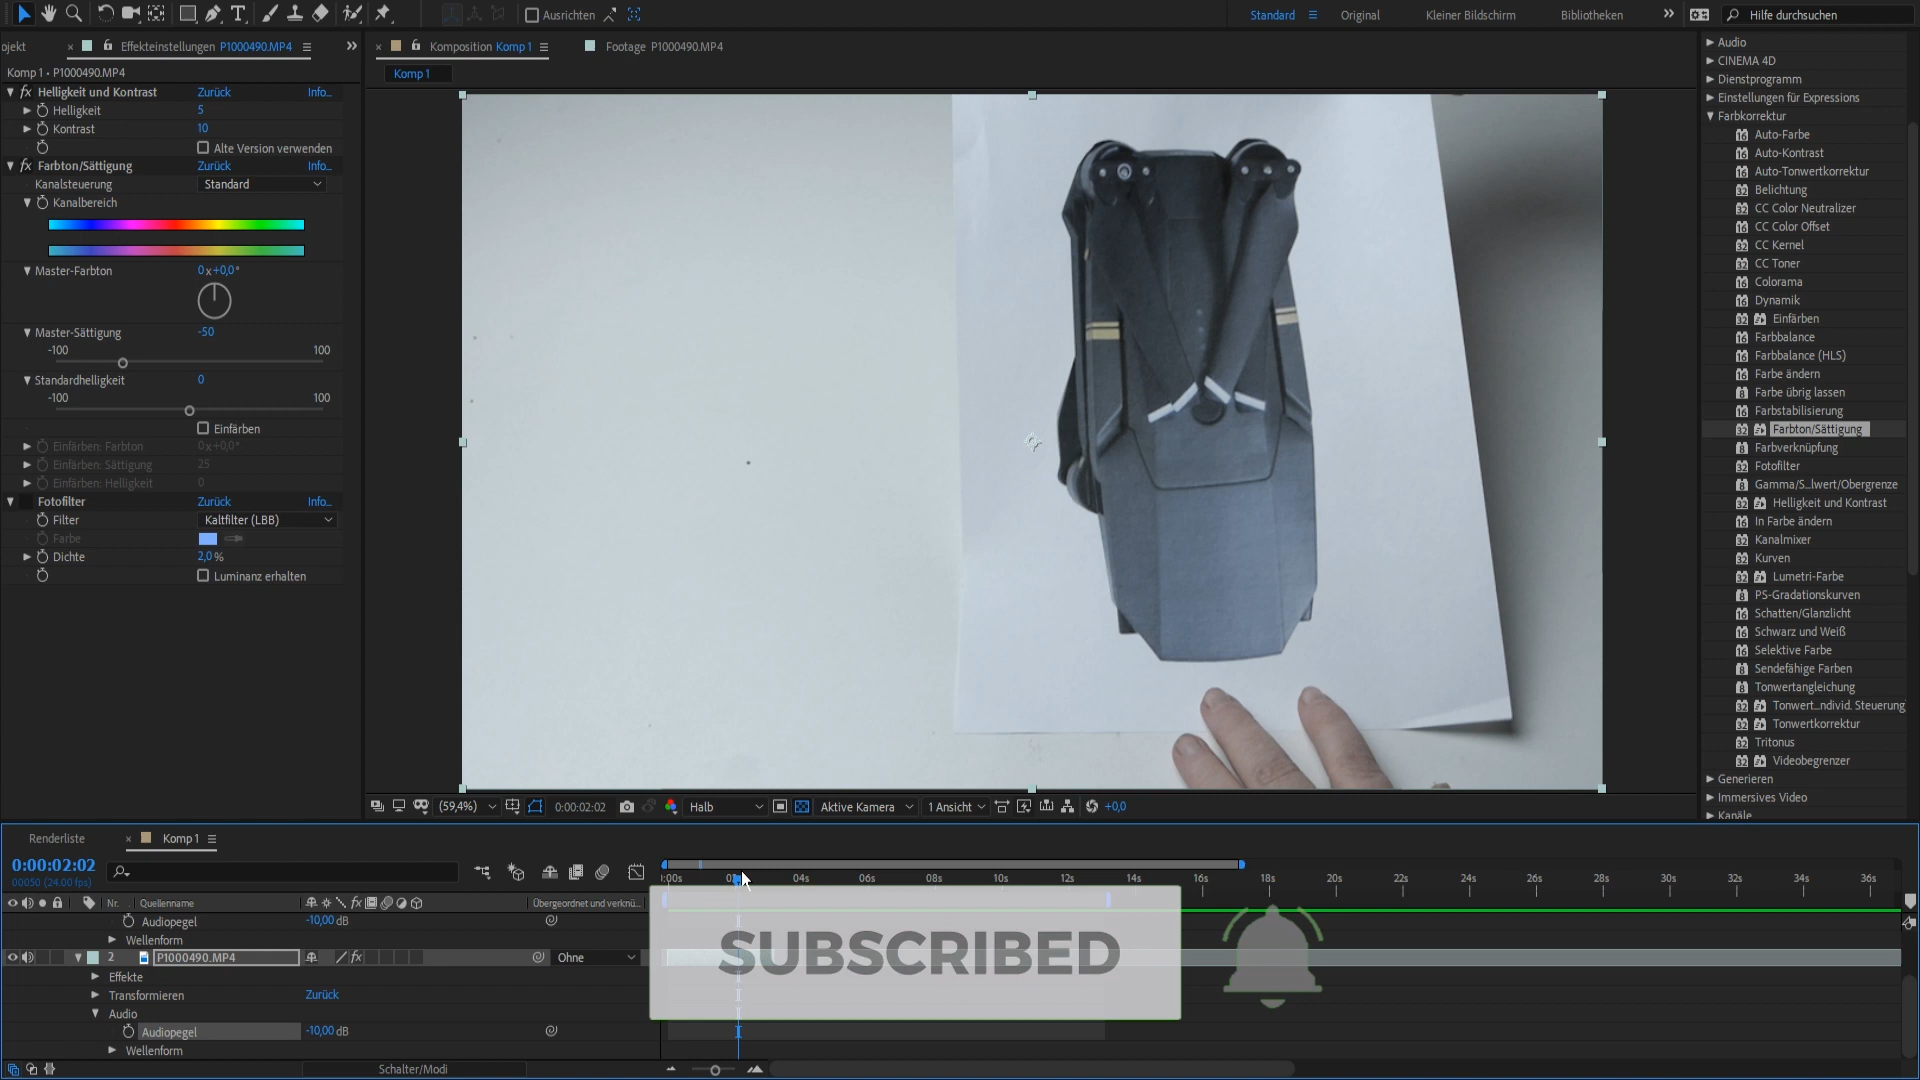 Ausrichten
Standard
Original
Kleiner Bildschirm
Bibliotheken
Hilfe durchsuchen
ojekt
Effekteinstellungen P1000490.MP4
Komposition Komp 1
Footage P1000490.MP4
Komp 1 • P1000490.MP4
Komp 1
Helligkeit und Kontrast Zurück Info...
Helligkeit 5
Kontrast 10
Alte Version verwenden
Farbton/Sättigung Zurück Info...
Kanalsteuerung Standard
Kanalbereich
Master-Farbton 0x+0,0°
Master-Sättigung -50
-100 100
Standardhelligkeit 0
-100 100
Einfärben
Einfärben: Farbton 0x+0,0°
Einfärben: Sättigung 25
Einfärben: Helligkeit 0
Fotofilter Zurück Info...
Filter Kaltfilter (LBB)
Farbe
Dichte 2,0 %
Luminanz erhalten
(59,4%) 0:00:02:02 Halb Aktive Kamera 1 Ansicht +0,0
Audio
CINEMA 4D
Dienstprogramm
Einstellungen für Expressions
Farbkorrektur
Auto-Farbe
Auto-Kontrast
Auto-Tonwertkorrektur
Belichtung
CC Color Neutralizer
CC Color Offset
CC Kernel
CC Toner
Colorama
Dynamik
Einfärben
Farbbalance
Farbbalance (HLS)
Farbe ändern
Farbe übrig lassen
Farbstabilisierung
Farbton/Sättigung
Farbverknüpfung
Fotofilter
Gamma/S...lwert/Obergrenze
Helligkeit und Kontrast
In Farbe ändern
Kanalmixer
Kurven
Lumetri-Farbe
PS-Gradationskurven
Schatten/Glanzlicht
Schwarz und Weiß
Selektive Farbe
Sendefähige Farben
Tonwertangleichung
Tonwert...ndivid. Steuerung
Tonwertkorrektur
Tritonus
Videobegrenzer
Generieren
Immersives Video
Kanäle
Renderliste
Komp 1
0:00:02:02
00050 (24.00 fps)
):00s 02s 04s 06s 08s 10s 12s 14s 16s 18s 20s 22s 24s 26s 28s 30s 32s 34s 36s
Nr. Quellenname Übergeordnet und verknü...
Audiopegel -10,00 dB
Wellenform
2 P1000490.MP4 Ohne
Effekte
Transformieren Zurück
Audio
Audiopegel -10,00 dB
Wellenform
Schalter/Modi
SUBSCRIBED